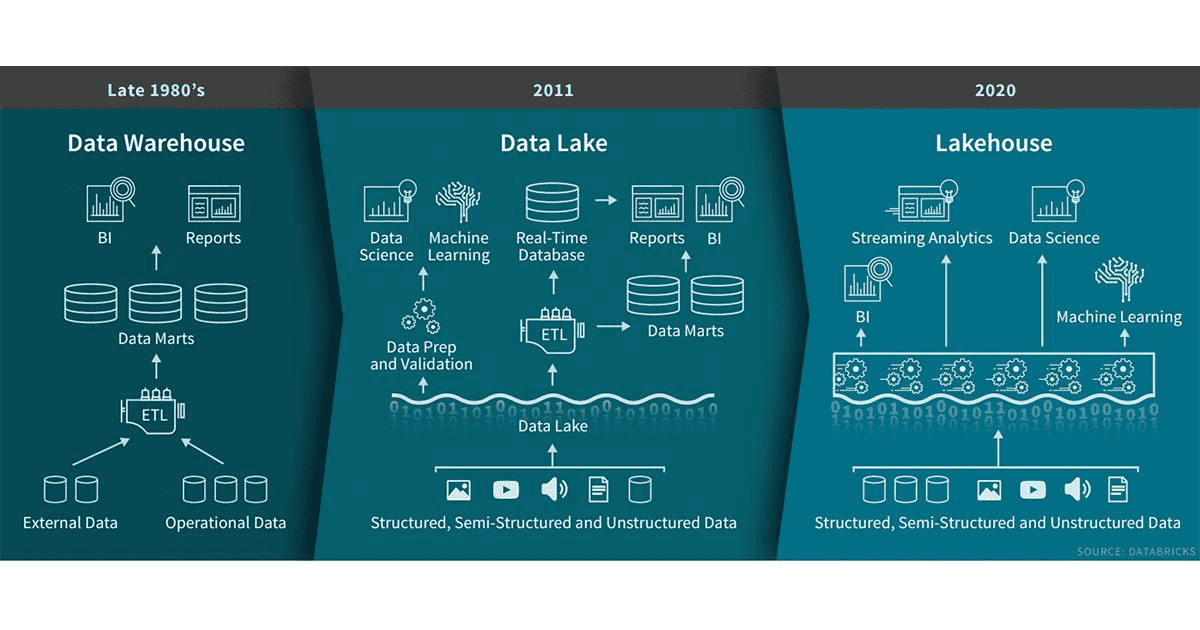 Late 1980's
Data Warehouse
BI
Reports
Data Marts
ETL
External Data
Operational Data
2011
Data Lake
Data
Science
Machine
Learning
Real-Time
Database
Reports
BI
Data Prep
and Validation
ETL
Data Marts
Data Lake
Structured, Semi-Structured and Unstructured Data
2020
Lakehouse
Streaming Analytics
Data Science
BI
Machine Learning
Structured, Semi-Structured and Unstructured Data
SOURCE: DATABRICKS